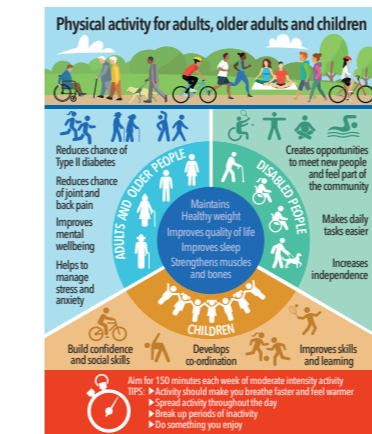 Physical activity for adults, older adults and children
Reduces chance of
Type II diabetes
Reduces chance
of joint and
back pain
Improves
mental
wellbeing
Helps to
manage
stress and
anxiety
ADULTS AND OLDER PEOPLE
Maintains
Healthy weight
Improves quality of life
Improves sleep
Strengthens muscles
and bones
DISABLED PEOPLE
Creates opportunities
to meet new people
and feel part of
the community
Makes daily
tasks easier
Increases
independence
CHILDREN
Build confidence
and social skills
Develops
co-ordination
Improves skills
and learning
Aim for 150 minutes each week of moderate intensity activity
TIPS: ▶Activity should make you breathe faster and feel warmer
▶Spread activity throughout the day
▶Break up periods of inactivity
▶Do something you enjoy